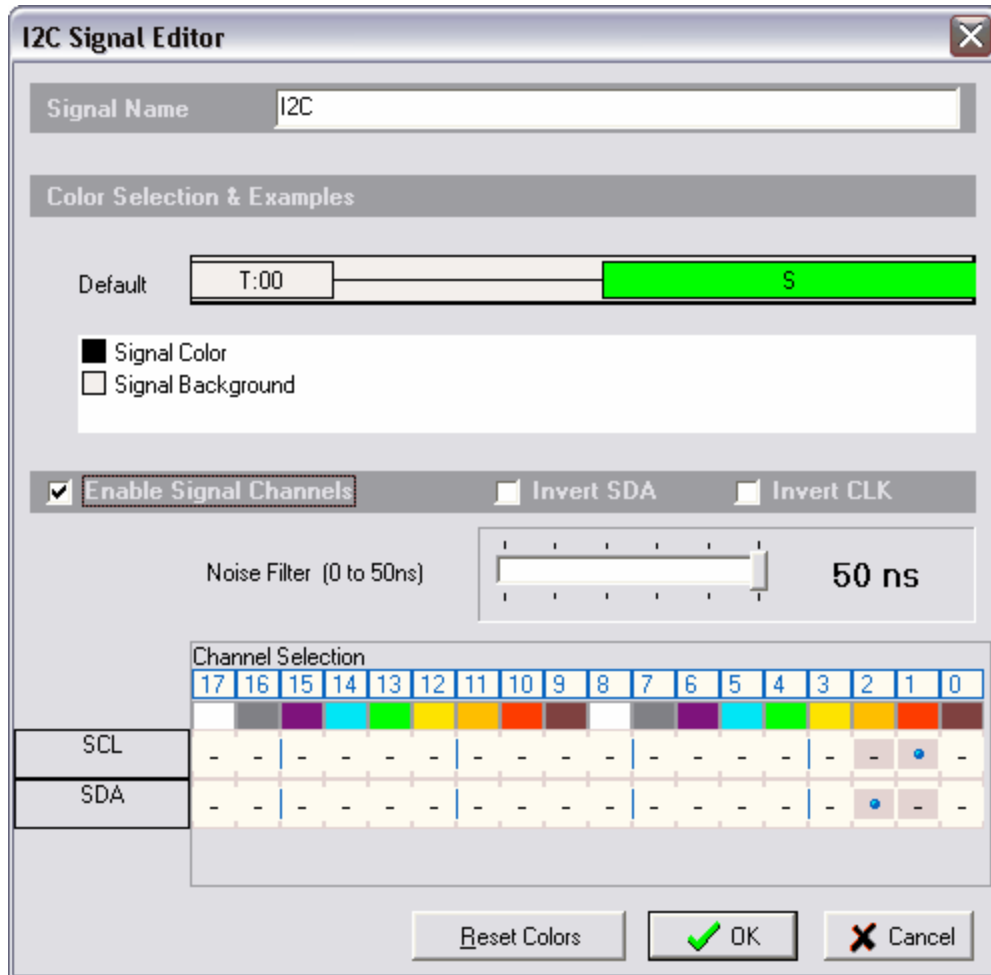 I2C Signal Editor
Signal Name I2C
Color Selection & Examples
Default T:00 S
Signal Color
Signal Background
Enable Signal Channels Invert SDA Invert CLK
Noise Filter (0 to 50ns) 50 ns
Channel Selection
17 16 15 14 13 12 11 10 9 8 7 6 5 4 3 2 1 0
SCL - - - - - - - - - - - - - - - - -
SDA - - - - - - - - - - - - - - - - -
Reset Colors OK Cancel